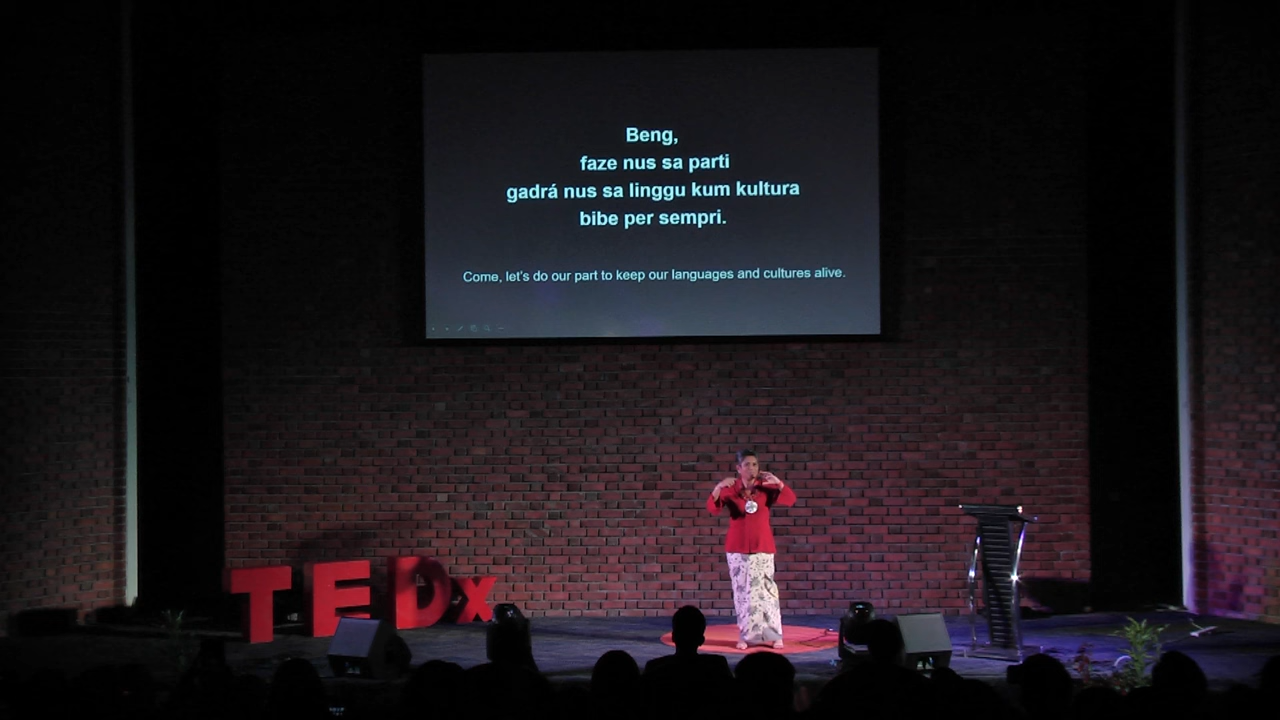 Beng,
faze nus sa parti
gadrá nus sa linggu kum kultura
bibe per sempri.
Come, let's do our part to keep our languages and cultures alive.
TEDx